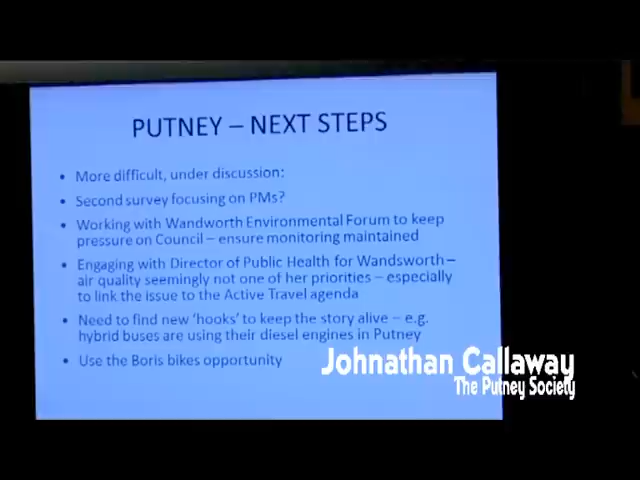 PUTNEY – NEXT STEPS
• More difficult, under discussion:
• Second survey focusing on PMs?
• Working with Wandworth Environmental Forum to keep
pressure on Council – ensure monitoring maintained
• Engaging with Director of Public Health for Wandsworth –
air quality seemingly not one of her priorities – especially
to link the issue to the Active Travel agenda
• Need to find new ‘hooks’ to keep the story alive – e.g.
hybrid buses are using their diesel engines in Putney
• Use the Boris bikes opportunity
Johnathan Callaway
The Putney Society